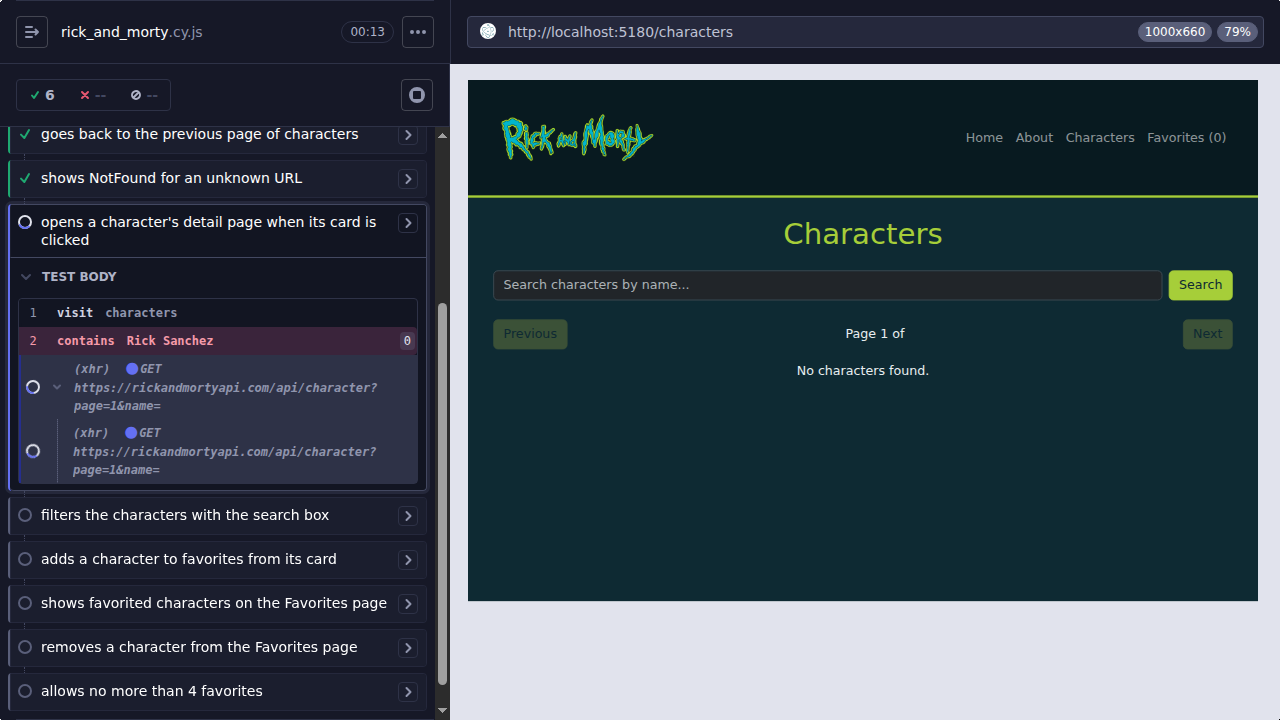 rick_and_morty.cy.js
00:13
6
--
--
goes back to the previous page of characters
shows NotFound for an unknown URL
opens a character's detail page when its card is
clicked
TEST BODY
1 visit characters
2 contains Rick Sanchez 0
(xhr) GET
https://rickandmortyapi.com/api/character?
page=1&name=
(xhr) GET
https://rickandmortyapi.com/api/character?
page=1&name=
filters the characters with the search box
adds a character to favorites from its card
shows favorited characters on the Favorites page
removes a character from the Favorites page
allows no more than 4 favorites
http://localhost:5180/characters
1000x660
79%
Rick and Morty
Home About Characters Favorites (0)
Characters
Search characters by name...
Search
Previous
Page 1 of
Next
No characters found.